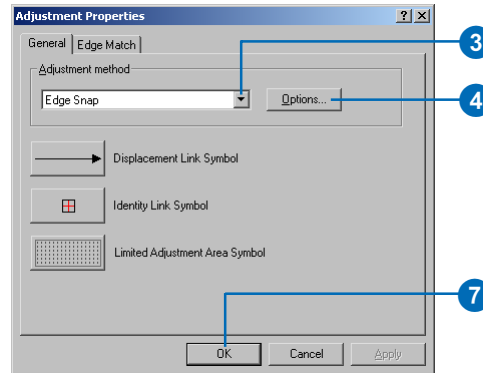 Adjustment Properties
General Edge Match
Adjustment method
Edge Snap Options...
Displacement Link Symbol
Identity Link Symbol
Limited Adjustment Area Symbol
OK Cancel Apply
3
4
7